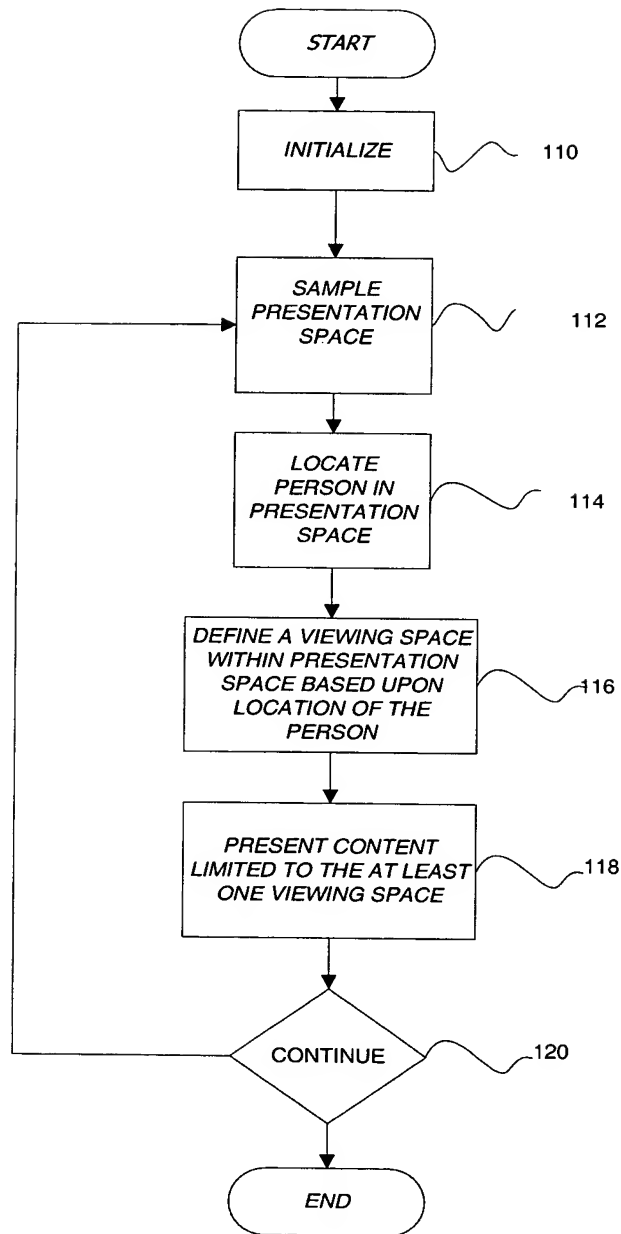 START
INITIALIZE
110
SAMPLE
PRESENTATION
SPACE
112
LOCATE
PERSON IN
PRESENTATION
SPACE
114
DEFINE A VIEWING SPACE
WITHIN PRESENTATION
SPACE BASED UPON
LOCATION OF THE
PERSON
116
PRESENT CONTENT
LIMITED TO THE AT LEAST
ONE VIEWING SPACE
118
CONTINUE
120
END